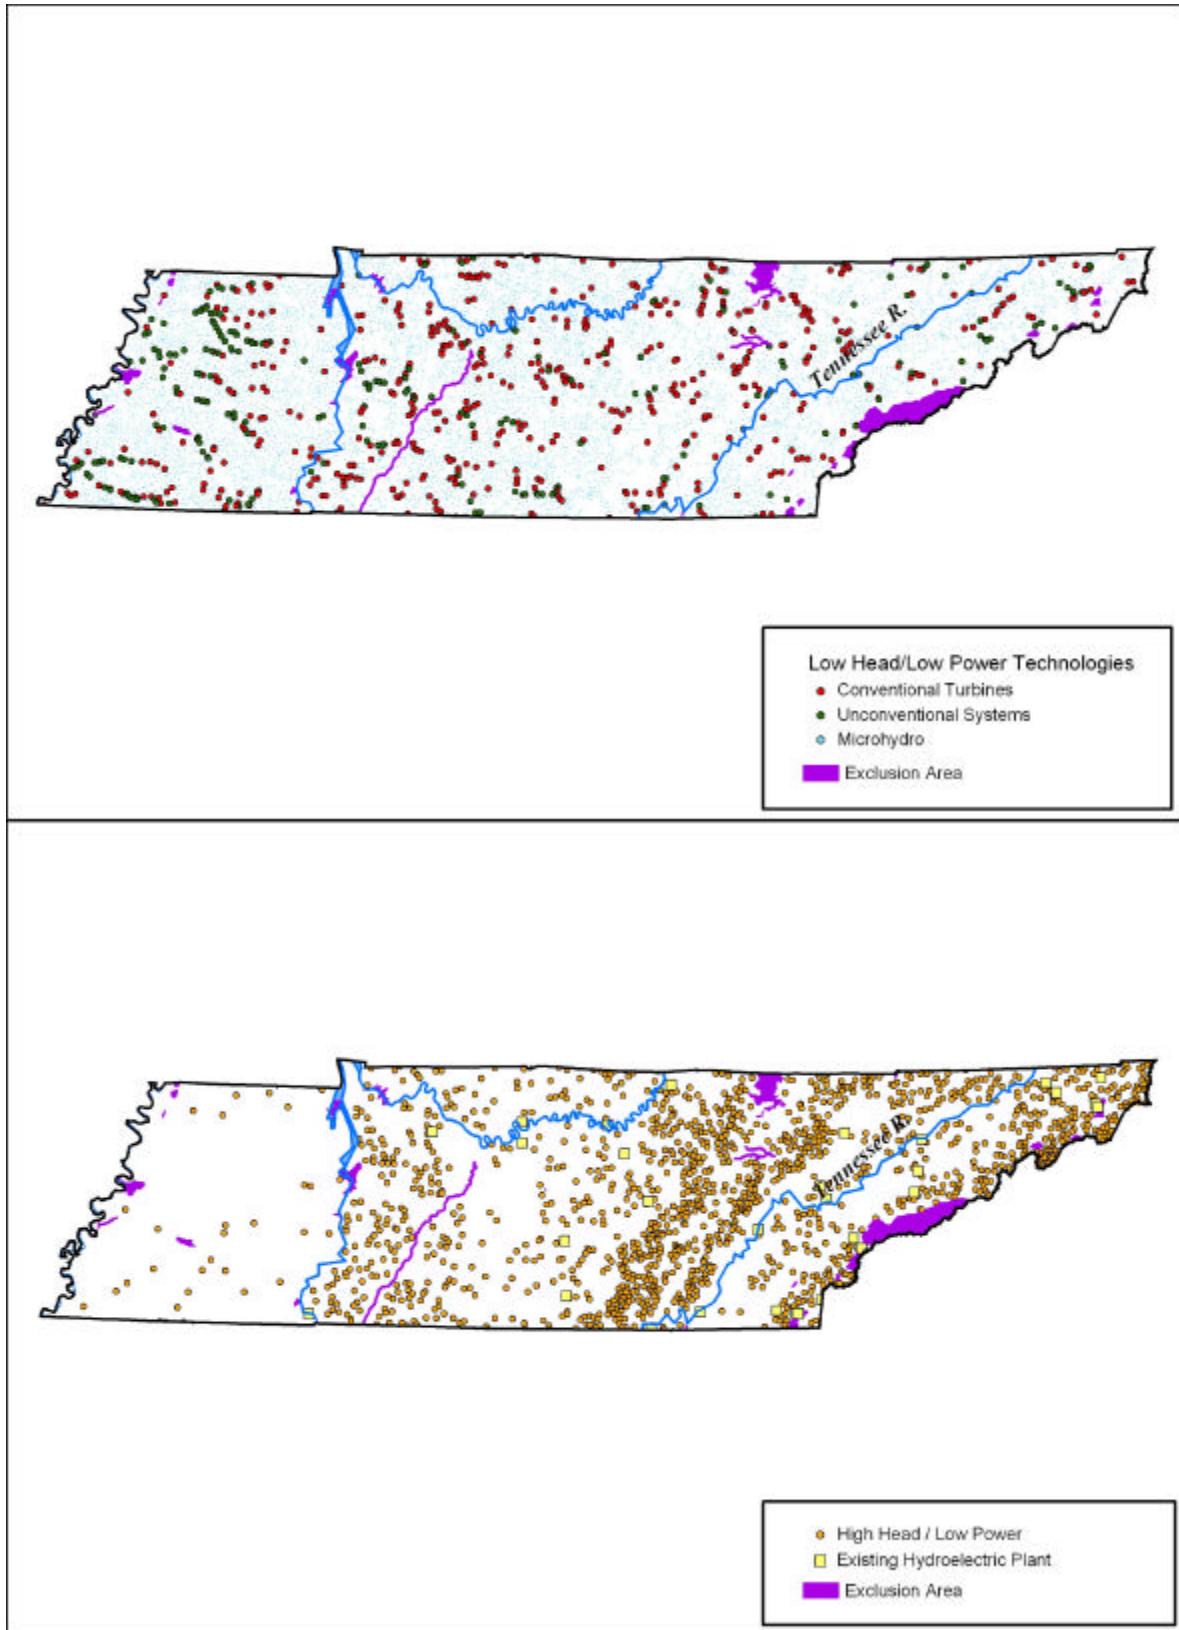 Tennessee R.
Low Head/Low Power Technologies
Conventional Turbines
Unconventional Systems
Microhydro
Exclusion Area
Tennessee R.
High Head / Low Power
Existing Hydroelectric Plant
Exclusion Area